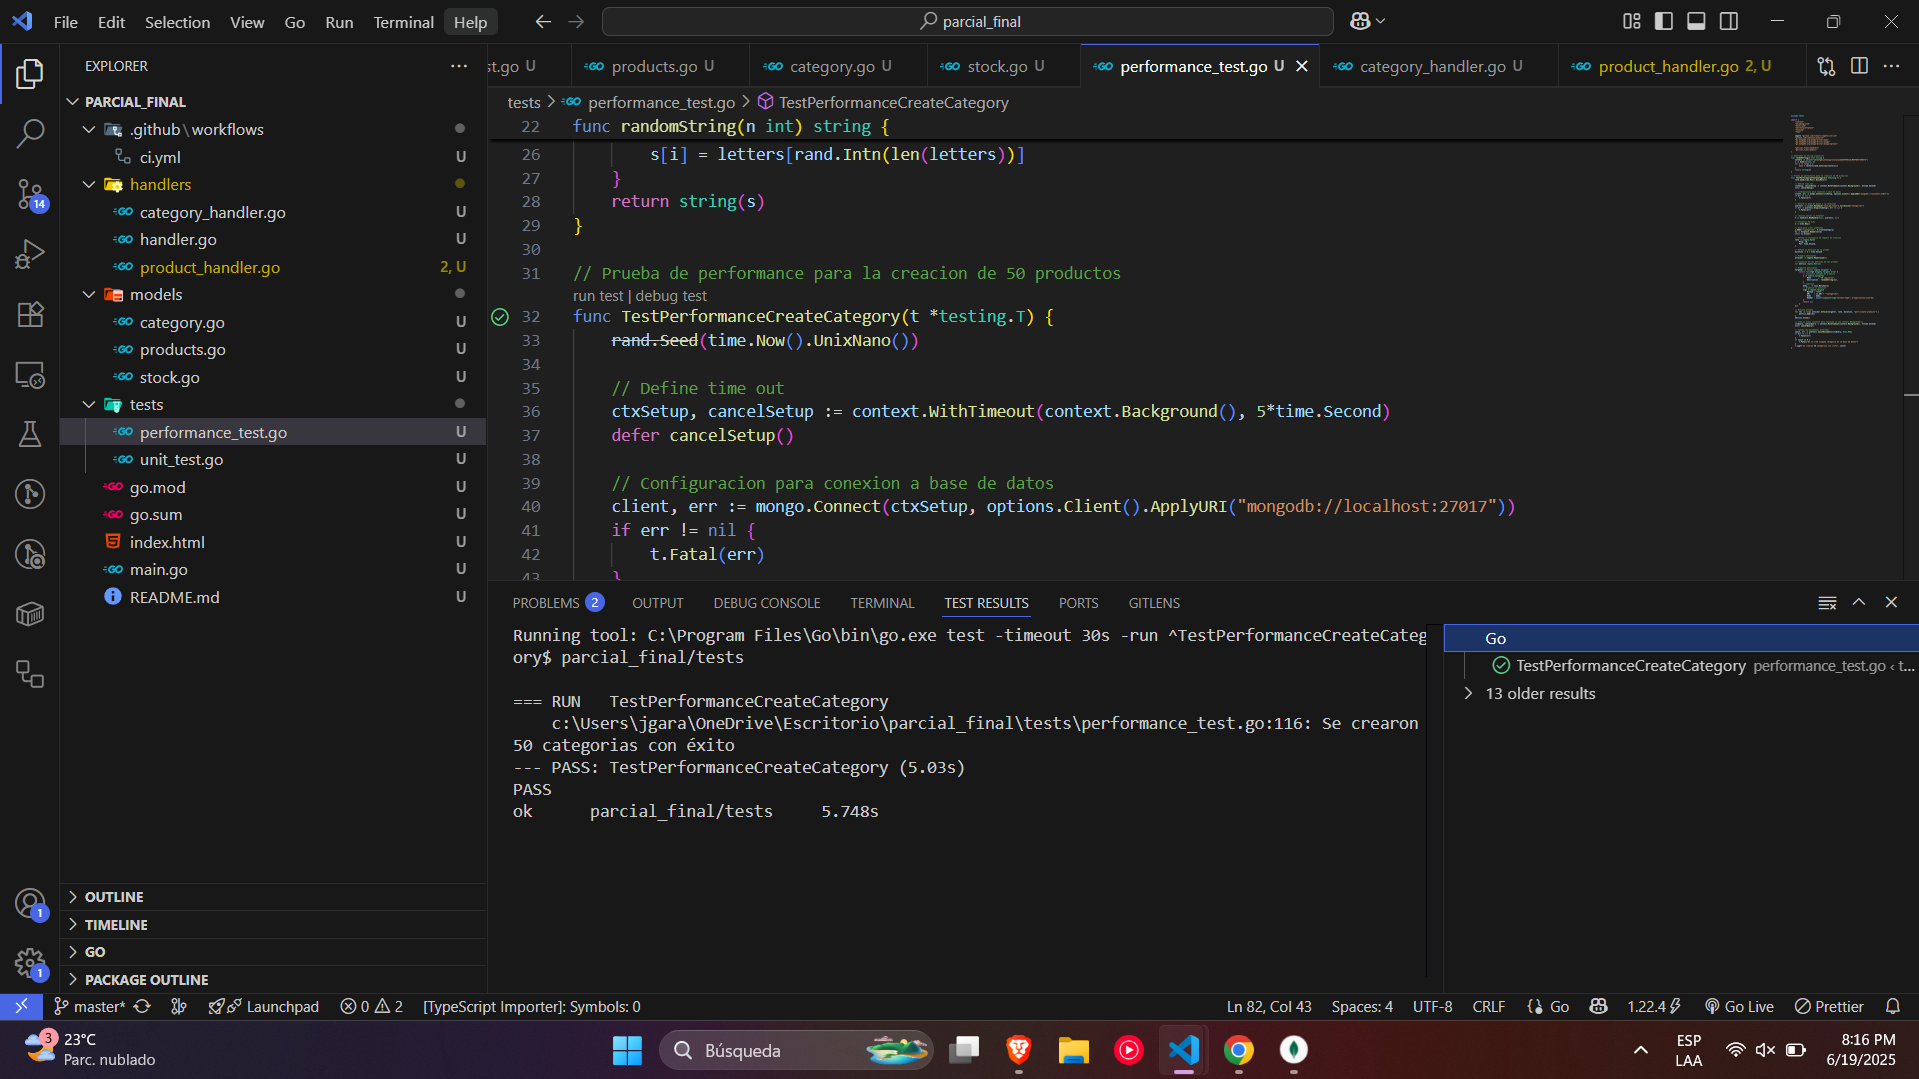 File Edit Selection View Go Run Terminal Help
parcial_final
EXPLORER
PARCIAL_FINAL
.github\workflows
ci.yml U
handlers
category_handler.go U
handler.go U
product_handler.go 2, U
models
category.go U
products.go U
stock.go U
tests
performance_test.go U
unit_test.go U
go.mod U
go.sum U
index.html U
main.go U
README.md U
OUTLINE
TIMELINE
GO
PACKAGE OUTLINE
14
1
1
st.go U
products.go U
category.go U
stock.go U
performance_test.go U
category_handler.go U
product_handler.go 2, U
tests > performance_test.go > TestPerformanceCreateCategory
22 func randomString(n int) string {
26 s[i] = letters[rand.Intn(len(letters))]
27 }
28 return string(s)
29 }
30
31 // Prueba de performance para la creacion de 50 productos
run test | debug test
32 func TestPerformanceCreateCategory(t *testing.T) {
33 rand.Seed(time.Now().UnixNano())
34
35 // Define time out
36 ctxSetup, cancelSetup := context.WithTimeout(context.Background(), 5*time.Second)
37 defer cancelSetup()
38
39 // Configuracion para conexion a base de datos
40 client, err := mongo.Connect(ctxSetup, options.Client().ApplyURI("mongodb://localhost:27017"))
41 if err != nil {
42 t.Fatal(err)
43 }
PROBLEMS 2 OUTPUT DEBUG CONSOLE TERMINAL TEST RESULTS PORTS GITLENS
Running tool: C:\Program Files\Go\bin\go.exe test -timeout 30s -run ^TestPerformanceCreateCateg
ory$ parcial_final/tests
=== RUN TestPerformanceCreateCategory
c:\Users\jgara\OneDrive\Escritorio\parcial_final\tests\performance_test.go:116: Se crearon
50 categorias con éxito
--- PASS: TestPerformanceCreateCategory (5.03s)
PASS
ok parcial_final/tests 5.748s
Go
TestPerformanceCreateCategory performance_test.go ‹ t...
13 older results
master* Launchpad 0 2 [TypeScript Importer]: Symbols: 0
Ln 82, Col 43 Spaces: 4 UTF-8 CRLF {} Go 1.22.4 Go Live Prettier
3
23°C
Parc. nublado
Búsqueda
ESP
LAA
8:16 PM
6/19/2025